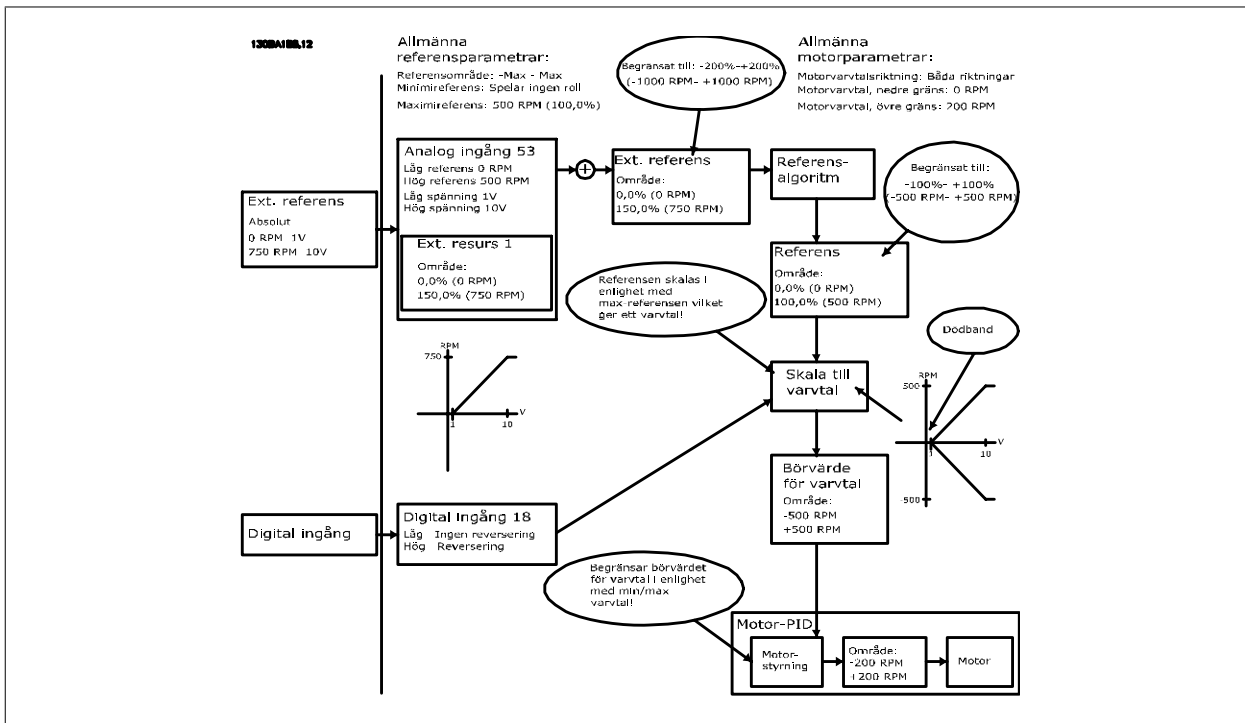 130BA188.12
Allmänna
referensparametrar:
Referensområde: -Max - Max
Minimireferens: Spelar ingen roll
Maximireferens: 500 RPM (100,0%)
Begränsat till: -200%-+200%
(-1000 RPM- +1000 RPM)
Allmänna
motorparametrar:
Motorvarvtalsriktning: Båda riktningar
Motorvarvtal, nedre gräns: 0 RPM
Motorvarvtal, övre gräns: 200 RPM
Ext. referens
Absolut
0 RPM 1V
750 RPM 10V
Analog ingång 53
Låg referens 0 RPM
Hög referens 500 RPM
Låg spänning 1V
Hög spänning 10V
Ext. resurs 1
Område:
0,0% (0 RPM)
150,0% (750 RPM)
Ext. referens
Område:
0,0% (0 RPM)
150,0% (750 RPM)
Referens-
algoritm
Begränsat till:
-100%- +100%
(-500 RPM- +500 RPM)
Referens
Område:
0,0% (0 RPM)
100,0% (500 RPM)
Referensen skalas i
enlighet med
max-referensen vilket
ger ett varvtal!
Dödband
RPM
750
V
1
10
Skala till
varvtal
RPM
500
V
1
10
-500
Börvärde
för varvtal
Område:
-500 RPM
+500 RPM
Digital ingång
Digital ingång 18
Låg Ingen reversering
Hög Reversering
Begränsar börvärdet
för varvtal i enlighet
med min/max
varvtal!
Motor-PID
Motor-
styrning
Område:
-200 RPM
+200 RPM
Motor